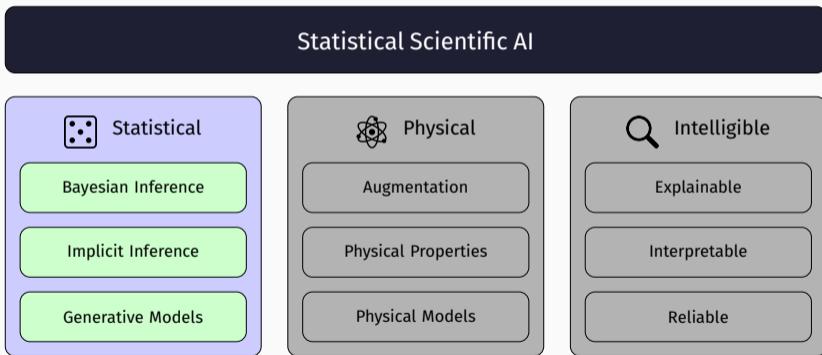 Statistical Scientific AI
Statistical
Bayesian Inference
Implicit Inference
Generative Models
Physical
Augmentation
Physical Properties
Physical Models
Intelligible
Explainable
Interpretable
Reliable